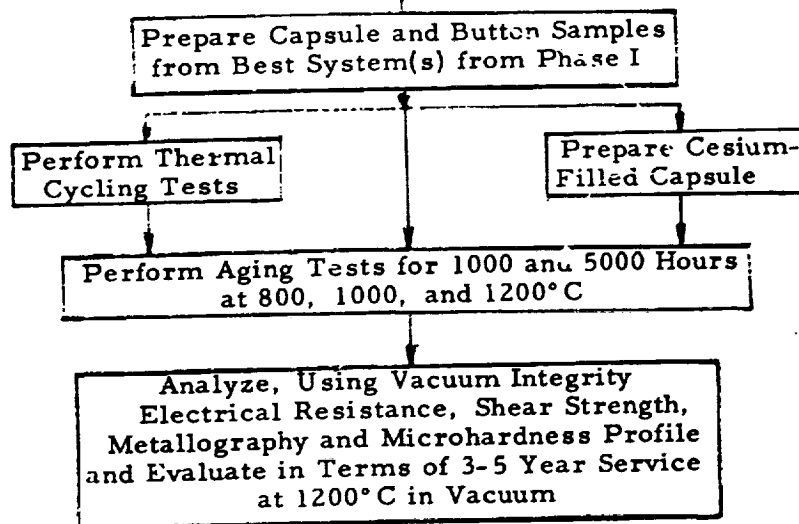 Prepare Capsule and Button Samples
from Best System(s) from Phase I
Perform Thermal
Cycling Tests
Prepare Cesium-
Filled Capsule
Perform Aging Tests for 1000 and 5000 Hours
at 800, 1000, and 1200°C
Analyze, Using Vacuum Integrity
Electrical Resistance, Shear Strength,
Metallography and Microhardness Profile
and Evaluate in Terms of 3-5 Year Service
at 1200°C in Vacuum